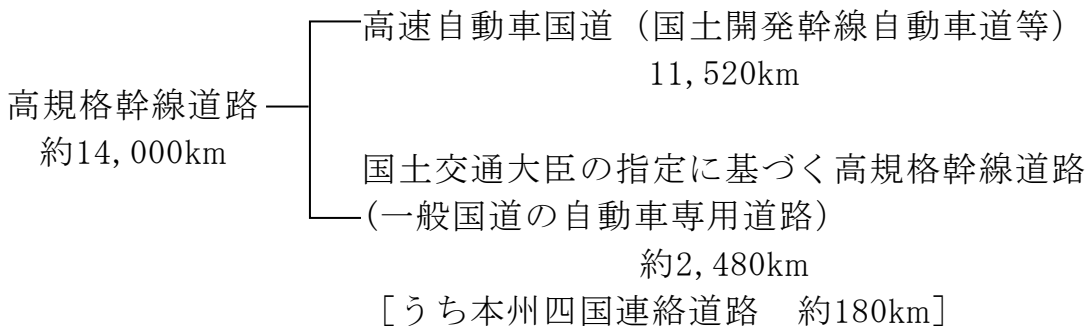 高規格幹線道路
約14,000km
高速自動車国道（国土開発幹線自動車道等）
11,520km
国土交通大臣の指定に基づく高規格幹線道路
(一般国道の自動車専用道路）
約2,480km
［うち本州四国連絡道路　約180km］